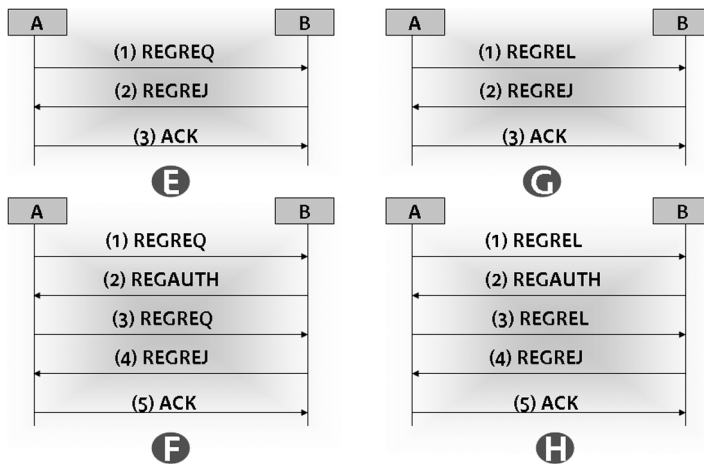 A B
(1) REGREQ
(2) REGREJ
(3) ACK
E
A B
(1) REGREL
(2) REGREJ
(3) ACK
G
A B
(1) REGREQ
(2) REGAUTH
(3) REGREQ
(4) REGREJ
(5) ACK
F
A B
(1) REGREL
(2) REGAUTH
(3) REGREL
(4) REGREJ
(5) ACK
H